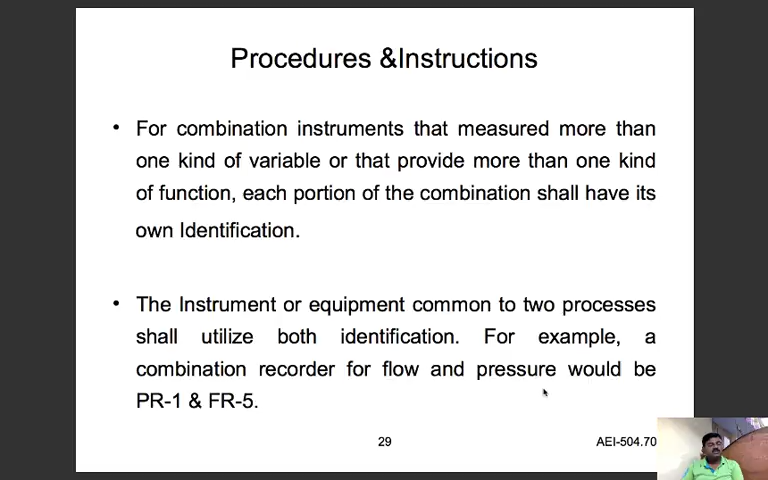 Procedures &Instructions
• For combination instruments that measured more than
one kind of variable or that provide more than one kind
of function, each portion of the combination shall have its
own Identification.
• The Instrument or equipment common to two processes
shall utilize both identification. For example, a
combination recorder for flow and pressure would be
PR-1 & FR-5.
29
AEI-504.70